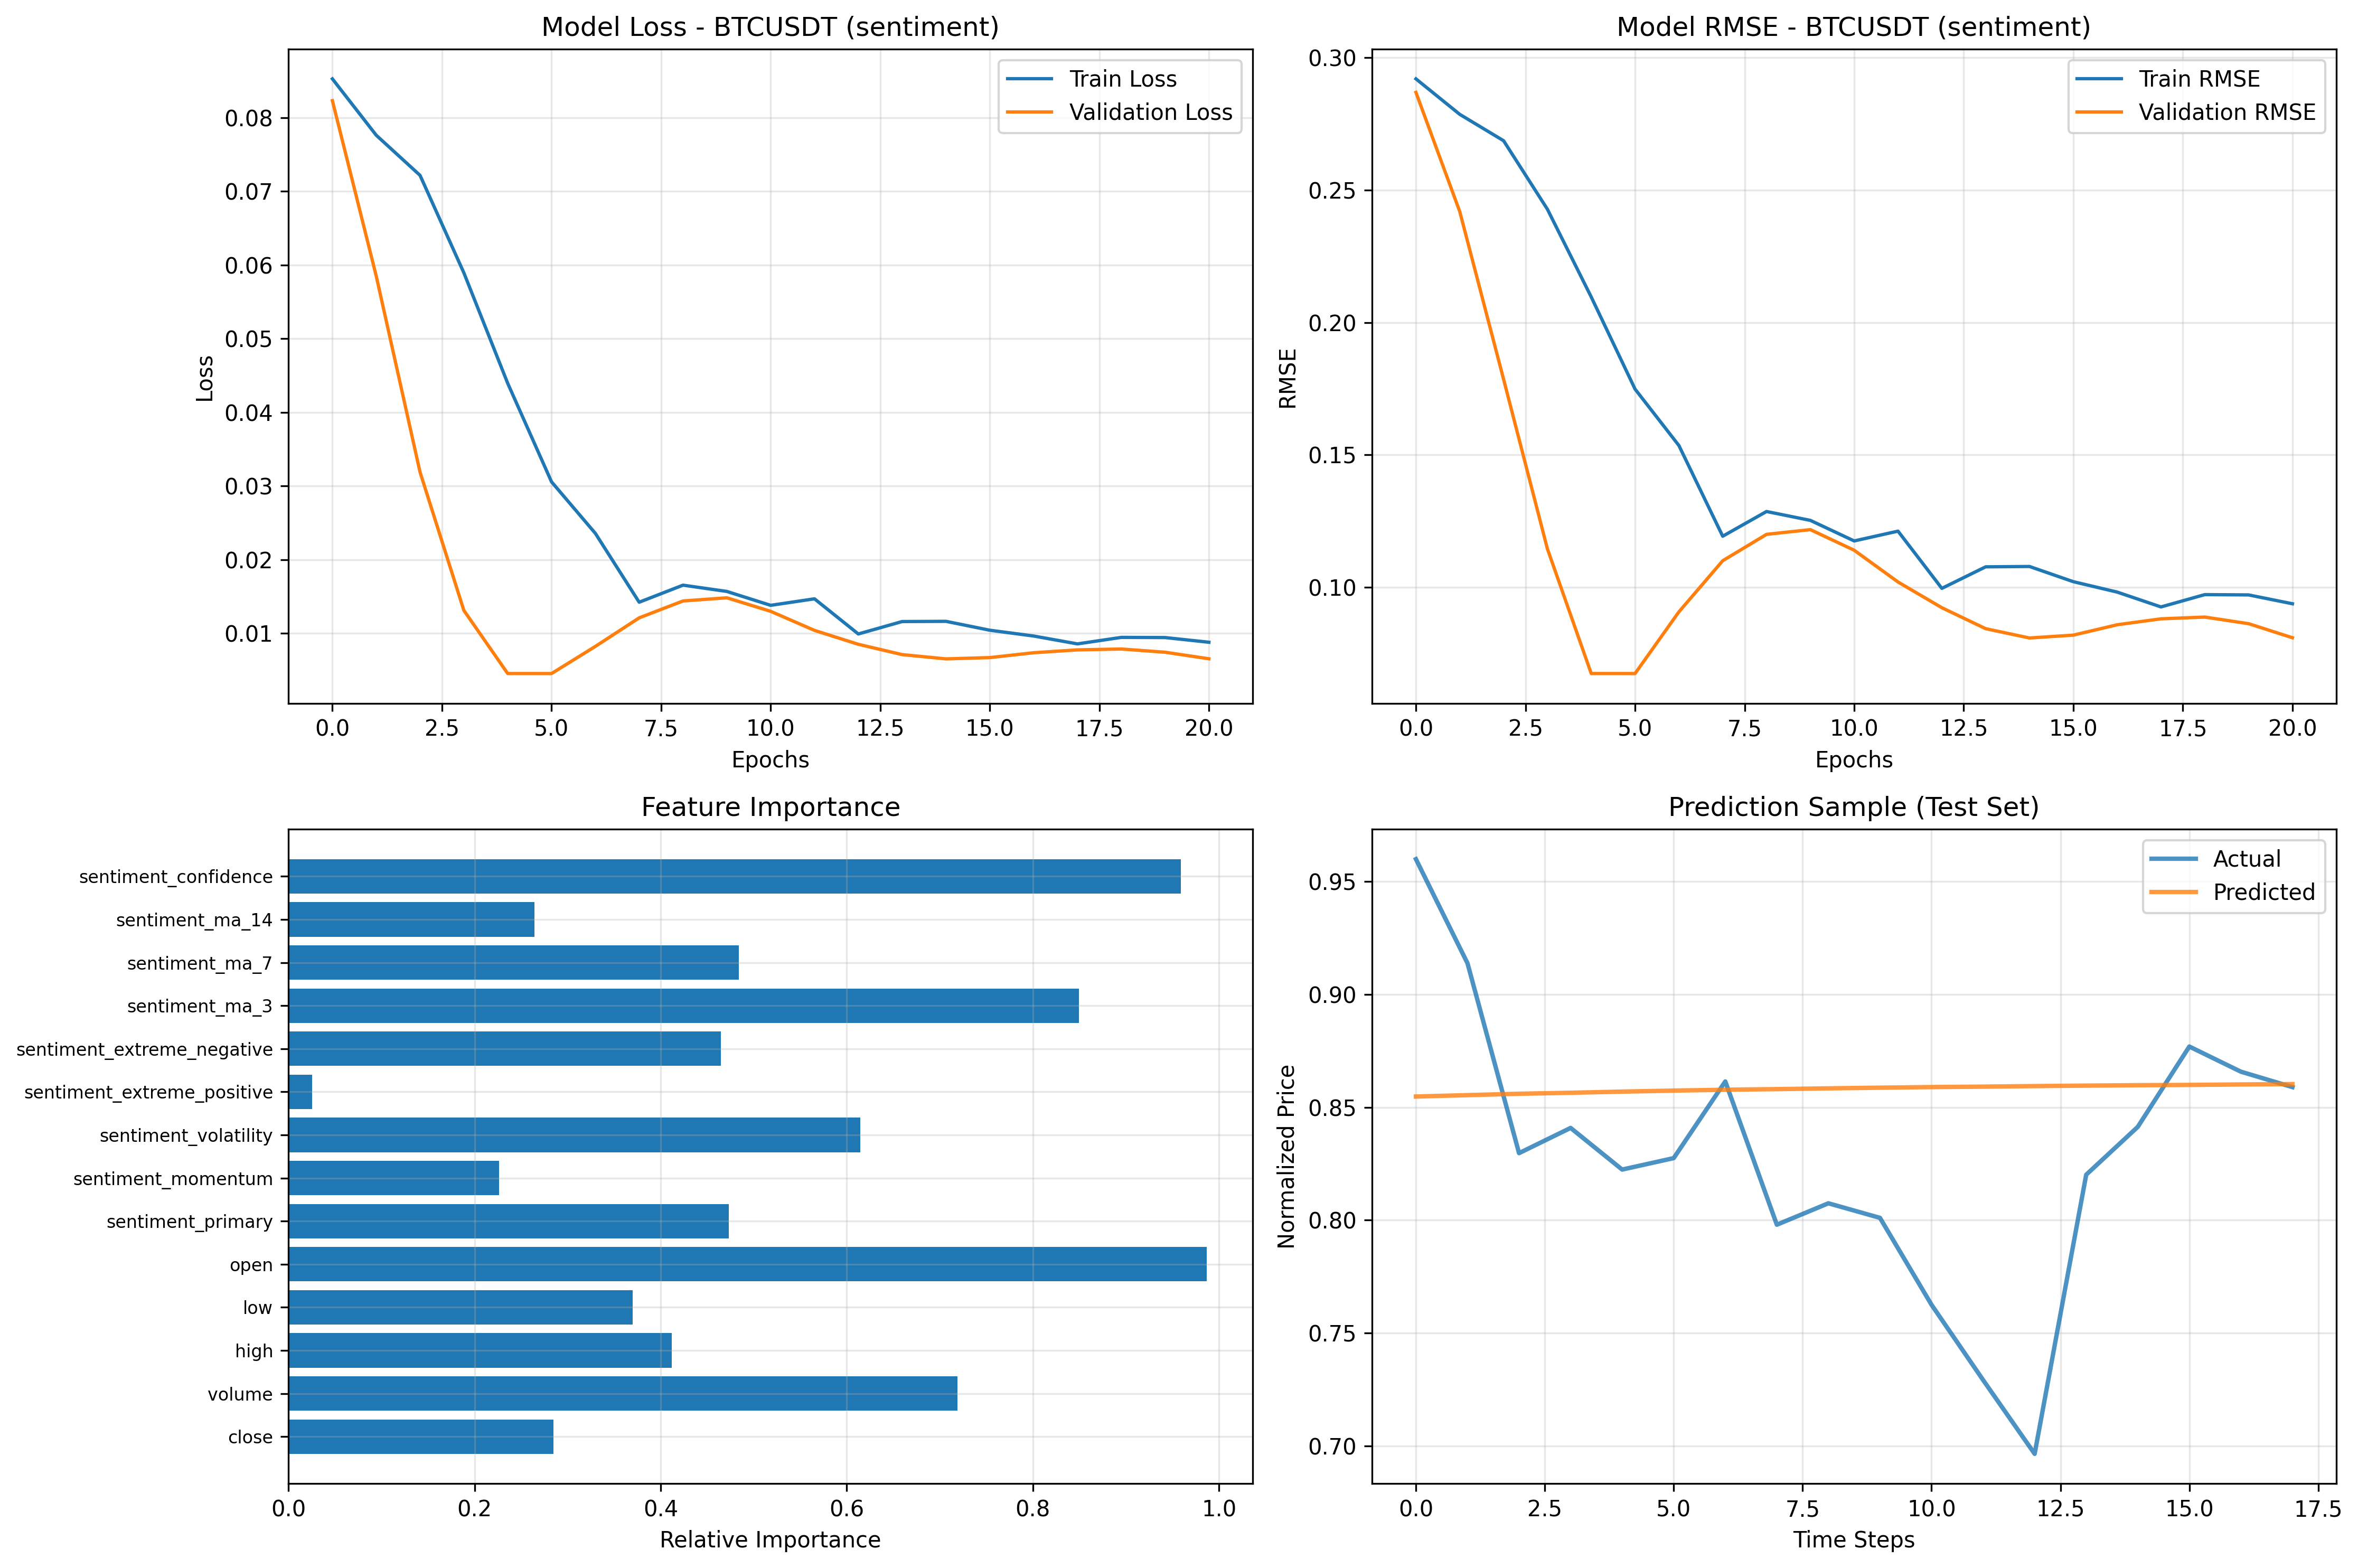 Model Loss - BTCUSDT (sentiment)
Train Loss
Validation Loss
0.08
0.07
0.06
0.05
0.04
0.03
0.02
0.01
Loss
0.0 2.5 5.0 7.5 10.0 12.5 15.0 17.5 20.0
Epochs
Model RMSE - BTCUSDT (sentiment)
Train RMSE
Validation RMSE
0.30
0.25
0.20
0.15
0.10
RMSE
0.0 2.5 5.0 7.5 10.0 12.5 15.0 17.5 20.0
Epochs
Feature Importance
sentiment_confidence
sentiment_ma_14
sentiment_ma_7
sentiment_ma_3
sentiment_extreme_negative
sentiment_extreme_positive
sentiment_volatility
sentiment_momentum
sentiment_primary
open
low
high
volume
close
0.0 0.2 0.4 0.6 0.8 1.0
Relative Importance
Prediction Sample (Test Set)
Actual
Predicted
0.95
0.90
0.85
0.80
0.75
0.70
Normalized Price
0.0 2.5 5.0 7.5 10.0 12.5 15.0 17.5
Time Steps